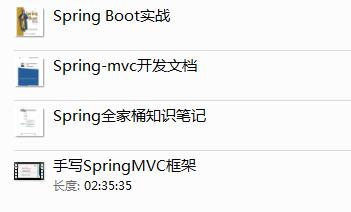 Spring Boot实战
Spring-mvc开发文档
Spring全家桶知识笔记
手写SpringMVC框架
长度: 02:35:35